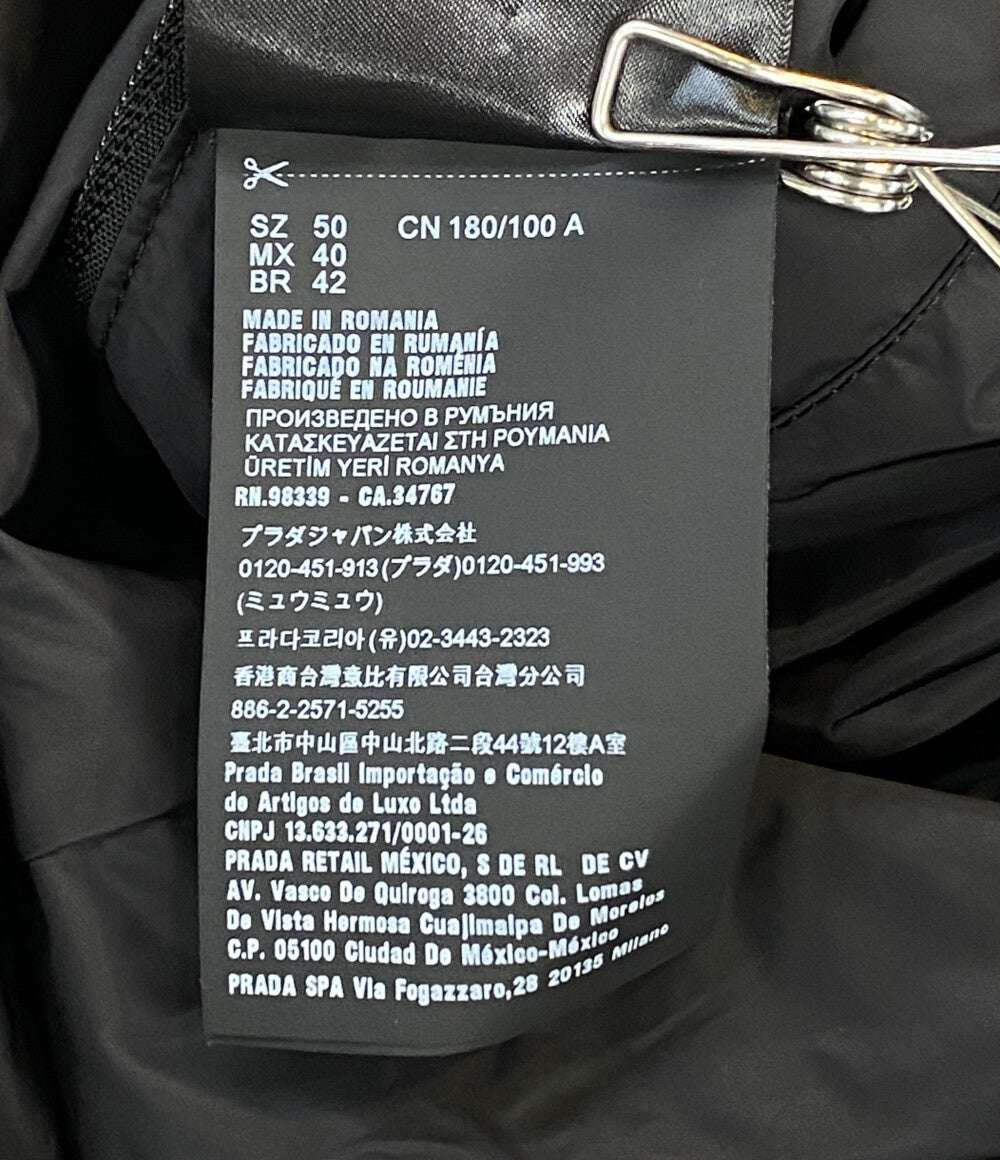 SZ 50 CN 180/100 A
MX 40
BR 42
MADE IN ROMANIA
FABRICADO EN RUMANÍA
FABRICADO NA ROMÊNIA
FABRIQUÉ EN ROUMANIE
ПРОИЗВЕДЕНО В РУМЪНИЯ
ΚΑΤΑΣΚΕΥΑΖΕΤΑΙ ΣΤΗ ΡΟΥΜΑΝΙΑ
ÜRETİM YERİ ROMANYA
RN.98339 - CA.34767
プラダジャパン株式会社
0120-451-913(プラダ)0120-451-993
(ミュウミュウ)
프라다코리아(유)02-3443-2323
香港商台灣意比有限公司台灣分公司
886-2-2571-5255
臺北市中山區中山北路二段44號12樓A室
Prada Brasil Importação e Comércio
de Artigos de Luxo Ltda
CNPJ 13.633.271/0001-26
PRADA RETAIL MÉXICO, S DE RL DE CV
AV. Vasco De Quiroga 3800 Col. Lomas
De Vista Hermosa Cuajimalpa De Morelos
C.P. 05100 Ciudad De México-México
PRADA SPA Via Fogazzaro,28 20135 Milano